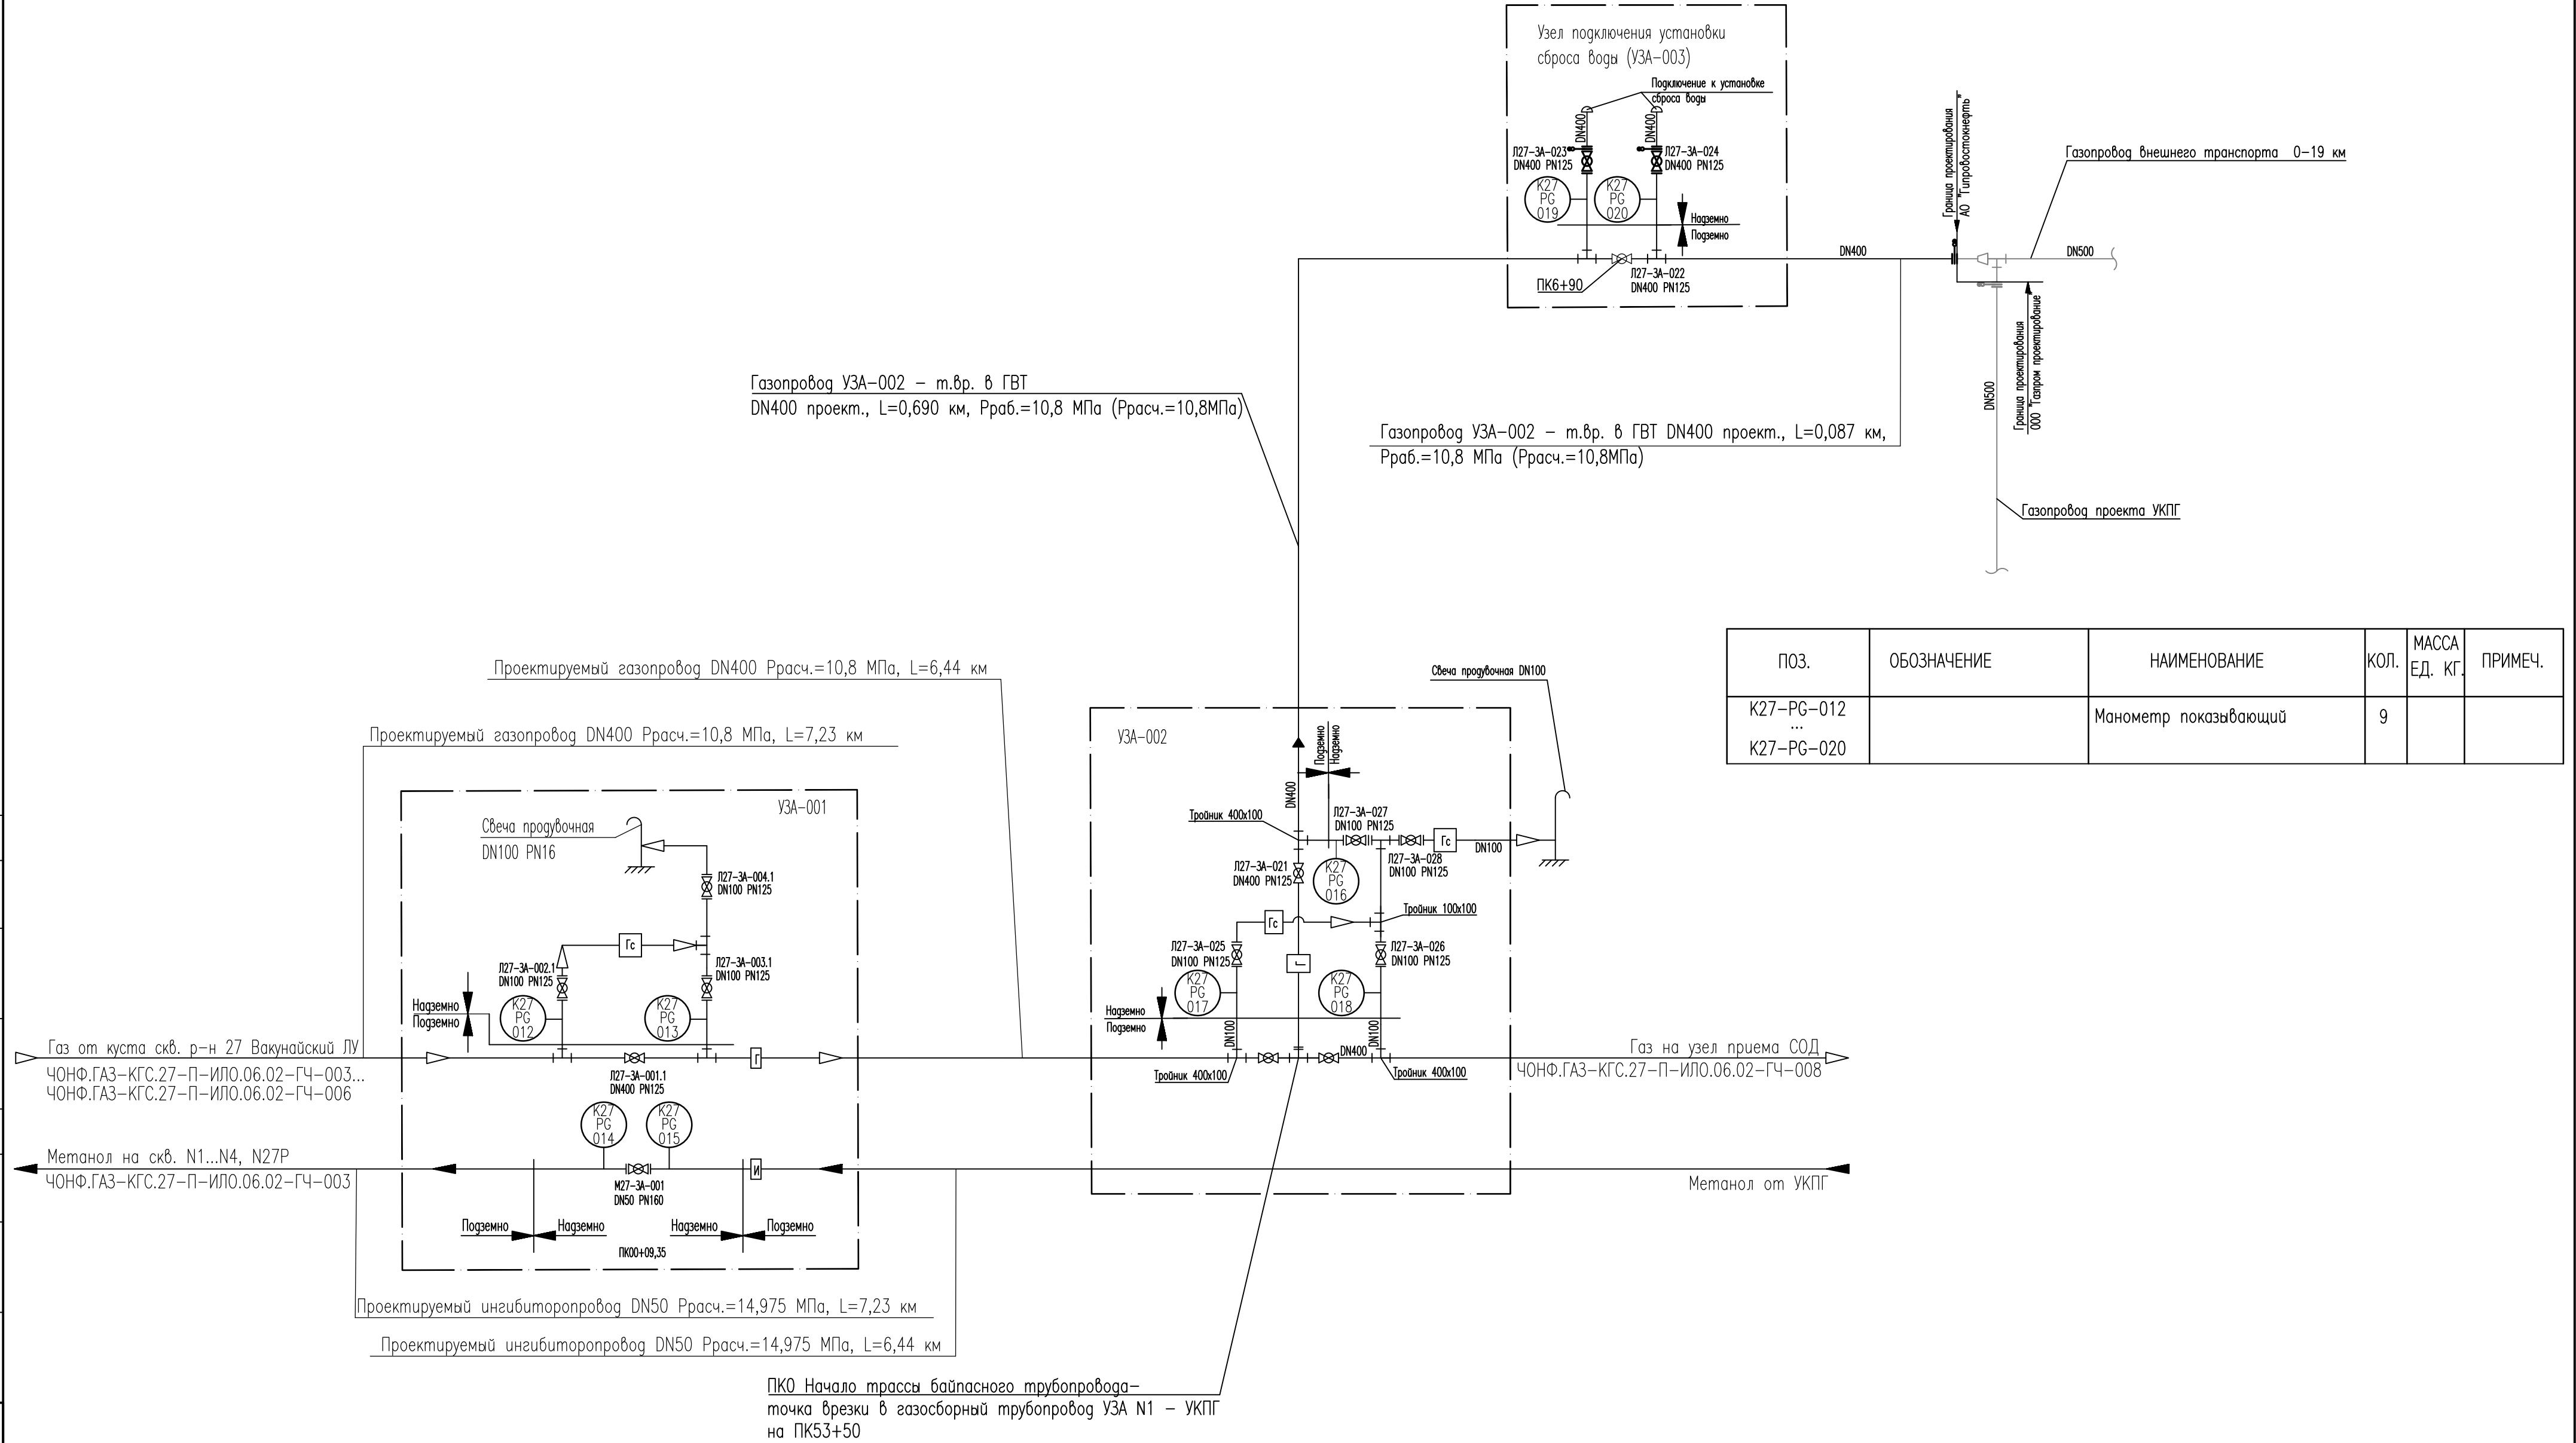 Узел подключения установки
сброса воды (УЗА-003)
Подключение к установке
сброса воды
DN400
DN400
Л27-ЗА-023
DN400 PN125
Л27-ЗА-024
DN400 PN125
К27
PG
019
К27
PG
020
Надземно
Подземно
ПК6+90
Л27-ЗА-022
DN400 PN125
DN400
Граница проектирования
АО "Гипровостокнефть"
Газопровод внешнего транспорта 0-19 км
DN500
DN500
Граница проектирования
ООО "Газпром проектирование"
Газопровод проекта УКПГ
Газопровод УЗА-002 - т.вр. в ГВТ
DN400 проект., L=0,690 км, Рраб.=10,8 МПа (Ррасч.=10,8МПа)
Газопровод УЗА-002 - т.вр. в ГВТ DN400 проект., L=0,087 км,
Рраб.=10,8 МПа (Ррасч.=10,8МПа)
ПОЗ.
ОБОЗНАЧЕНИЕ
НАИМЕНОВАНИЕ
КОЛ.
МАССА
ЕД. КГ.
ПРИМЕЧ.
К27-PG-012
...
К27-PG-020
Манометр показывающий
9
Проектируемый газопровод DN400 Ррасч.=10,8 МПа, L=6,44 км
Проектируемый газопровод DN400 Ррасч.=10,8 МПа, L=7,23 км
УЗА-001
Свеча продувочная
DN100 PN16
Л27-ЗА-004.1
DN100 PN125
Гс
Л27-ЗА-002.1
DN100 PN125
Л27-ЗА-003.1
DN100 PN125
Надземно
Подземно
К27
PG
012
К27
PG
013
Г
Л27-ЗА-001.1
DN400 PN125
К27
PG
014
К27
PG
015
И
М27-ЗА-001
DN50 PN160
Подземно
Надземно
Надземно
Подземно
ПК00+09,35
Газ от куста скв. р-н 27 Вакунайский ЛУ
ЧОНФ.ГАЗ-КГС.27-П-ИЛО.06.02-ГЧ-003...
ЧОНФ.ГАЗ-КГС.27-П-ИЛО.06.02-ГЧ-006
Метанол на скв. N1...N4, N27Р
ЧОНФ.ГАЗ-КГС.27-П-ИЛО.06.02-ГЧ-003
Проектируемый ингибиторопровод DN50 Ррасч.=14,975 МПа, L=7,23 км
Проектируемый ингибиторопровод DN50 Ррасч.=14,975 МПа, L=6,44 км
УЗА-002
Свеча продувочная DN100
Подземно
Надземно
DN400
Тройник 400х100
Л27-ЗА-027
DN100 PN125
Гс
DN100
Л27-ЗА-021
DN400 PN125
К27
PG
016
Л27-ЗА-028
DN100 PN125
Гс
Тройник 100х100
Л27-ЗА-025
DN100 PN125
Л27-ЗА-026
DN100 PN125
Г
К27
PG
017
К27
PG
018
Надземно
Подземно
DN100
DN100
DN400
Тройник 400х100
Тройник 400х100
Газ на узел приема СОД
ЧОНФ.ГАЗ-КГС.27-П-ИЛО.06.02-ГЧ-008
Метанол от УКПГ
ПК0 Начало трассы байпасного трубопровода-
точка врезки в газосборный трубопровод УЗА N1 - УКПГ
на ПК53+50